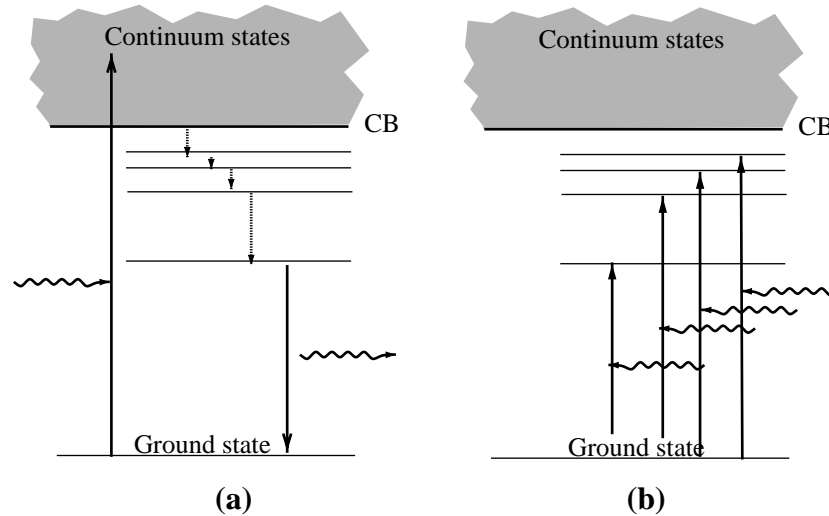 Continuum states
CB
Ground state
(a)
Continuum states
CB
Ground state
(b)